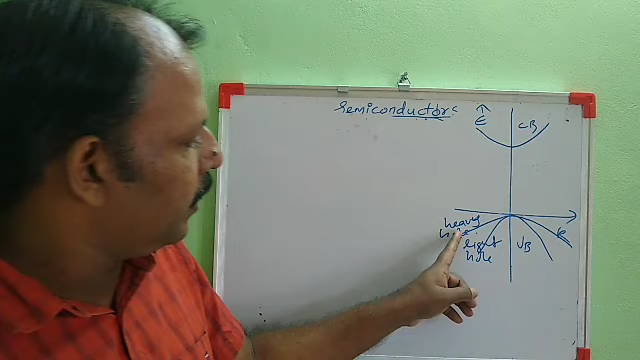 Semiconductors
E
CB
heavy
hole
light
hole
VB
k